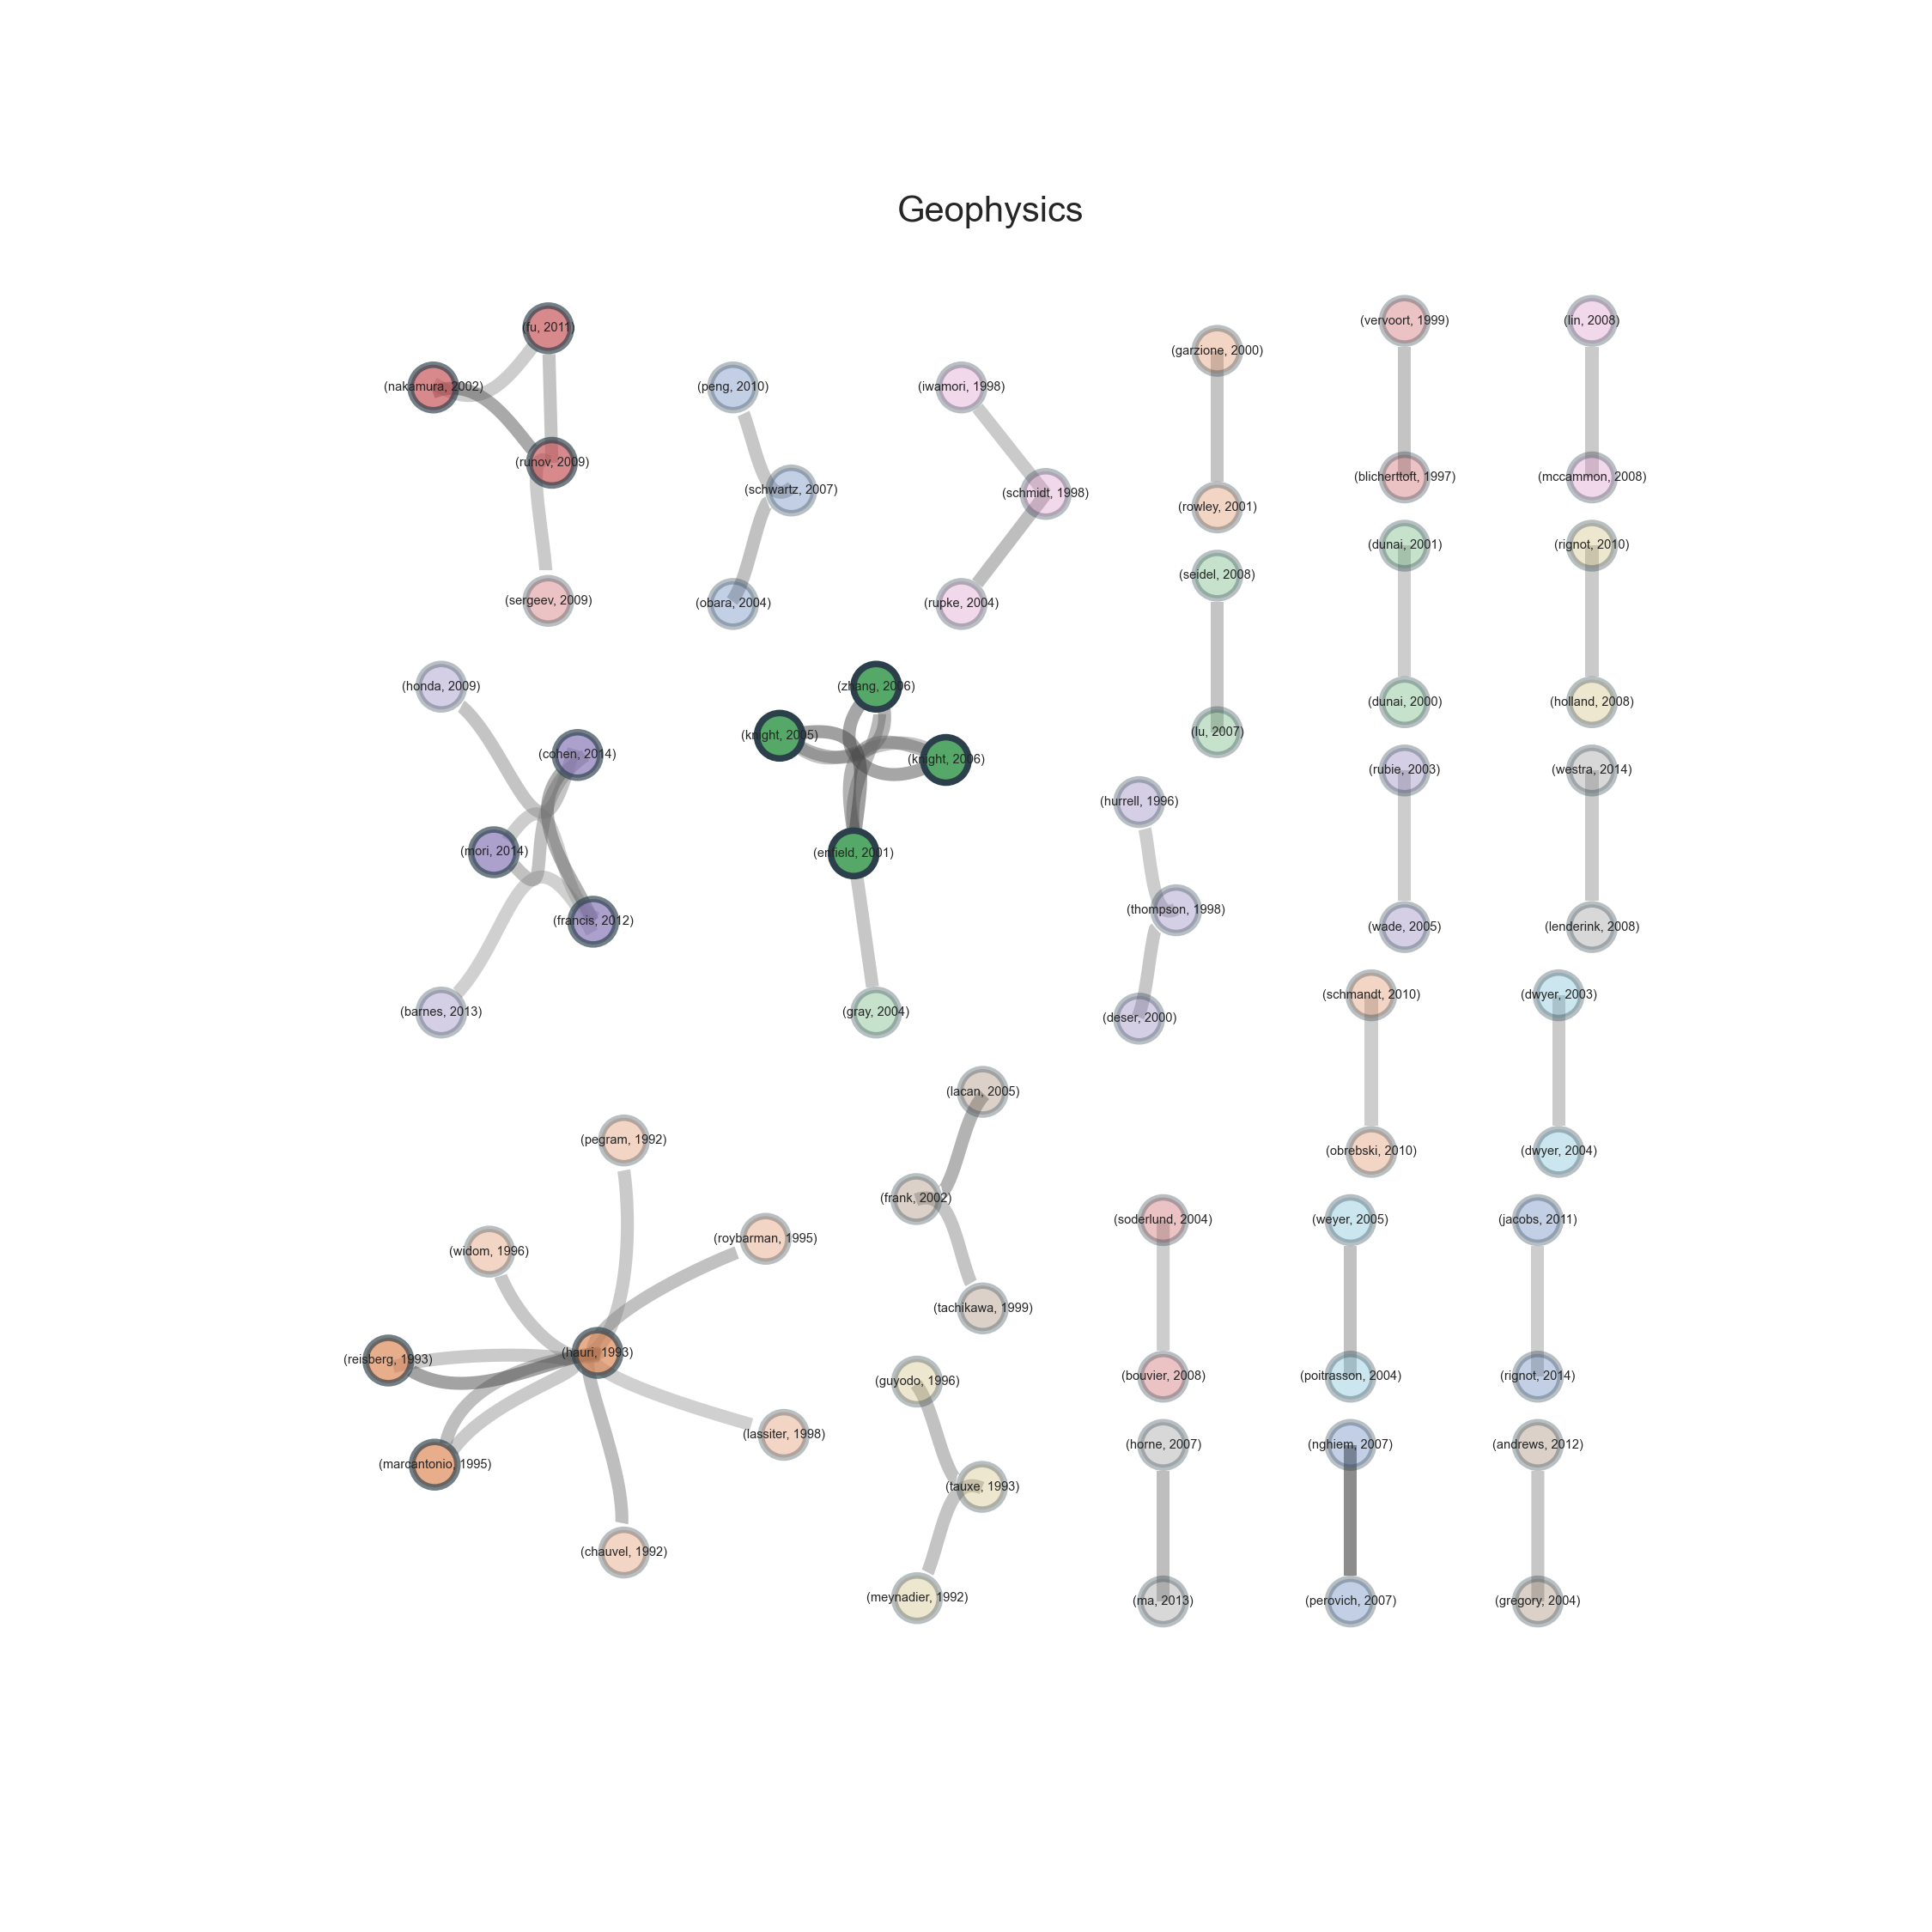 Geophysics
(fu, 2011)
(nakamura, 2002)
(runov, 2009)
(sergeev, 2009)
(peng, 2010)
(schwartz, 2007)
(obara, 2004)
(iwamori, 1998)
(schmidt, 1998)
(rupke, 2004)
(garzione, 2000)
(rowley, 2001)
(vervoort, 1999)
(blicherttoft, 1997)
(lin, 2008)
(mccammon, 2008)
(seidel, 2008)
(lu, 2007)
(dunai, 2001)
(dunai, 2000)
(rignot, 2010)
(holland, 2008)
(honda, 2009)
(cohen, 2014)
(mori, 2014)
(francis, 2012)
(barnes, 2013)
(zhang, 2006)
(knight, 2005)
(knight, 2006)
(enfield, 2001)
(gray, 2004)
(hurrell, 1996)
(thompson, 1998)
(deser, 2000)
(rubie, 2003)
(wade, 2005)
(westra, 2014)
(lenderink, 2008)
(schmandt, 2010)
(obrebski, 2010)
(dwyer, 2003)
(dwyer, 2004)
(pegram, 1992)
(widom, 1996)
(roybarman, 1995)
(reisberg, 1993)
(hauri, 1993)
(marcantonio, 1995)
(lassiter, 1998)
(chauvel, 1992)
(lacan, 2005)
(frank, 2002)
(tachikawa, 1999)
(guyodo, 1996)
(tauxe, 1993)
(meynadier, 1992)
(soderlund, 2004)
(bouvier, 2008)
(weyer, 2005)
(poitrasson, 2004)
(jacobs, 2011)
(rignot, 2014)
(horne, 2007)
(ma, 2013)
(nghiem, 2007)
(perovich, 2007)
(andrews, 2012)
(gregory, 2004)